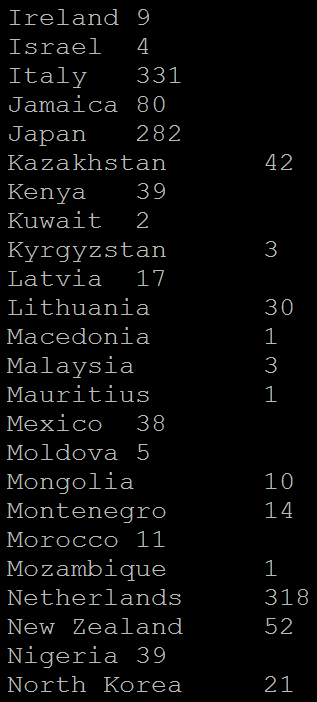 Ireland 9
Israel 4
Italy 331
Jamaica 80
Japan 282
Kazakhstan 42
Kenya 39
Kuwait 2
Kyrgyzstan 3
Latvia 17
Lithuania 30
Macedonia 1
Malaysia 3
Mauritius 1
Mexico 38
Moldova 5
Mongolia 10
Montenegro 14
Morocco 11
Mozambique 1
Netherlands 318
New Zealand 52
Nigeria 39
North Korea 21